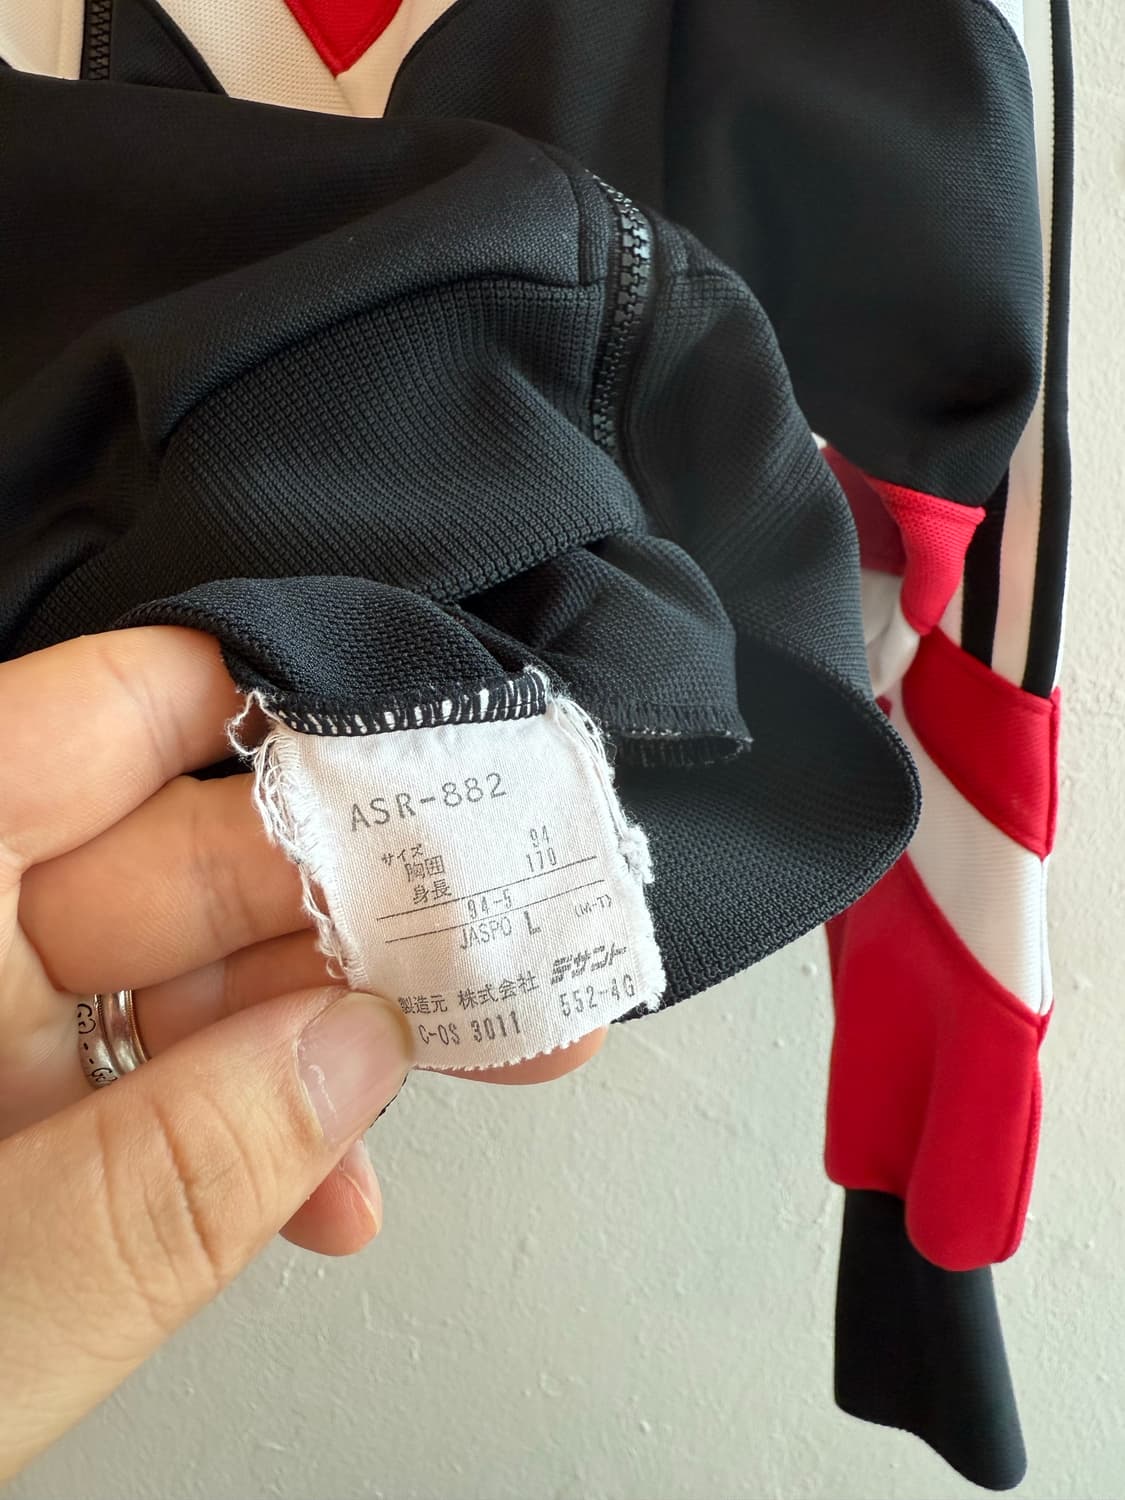 ASR-882
サイズ
胸囲 94
身長 170
94-5
JASPO L (M-T)
製造元 株式会社 デサント
C-OS 3011 552-4G